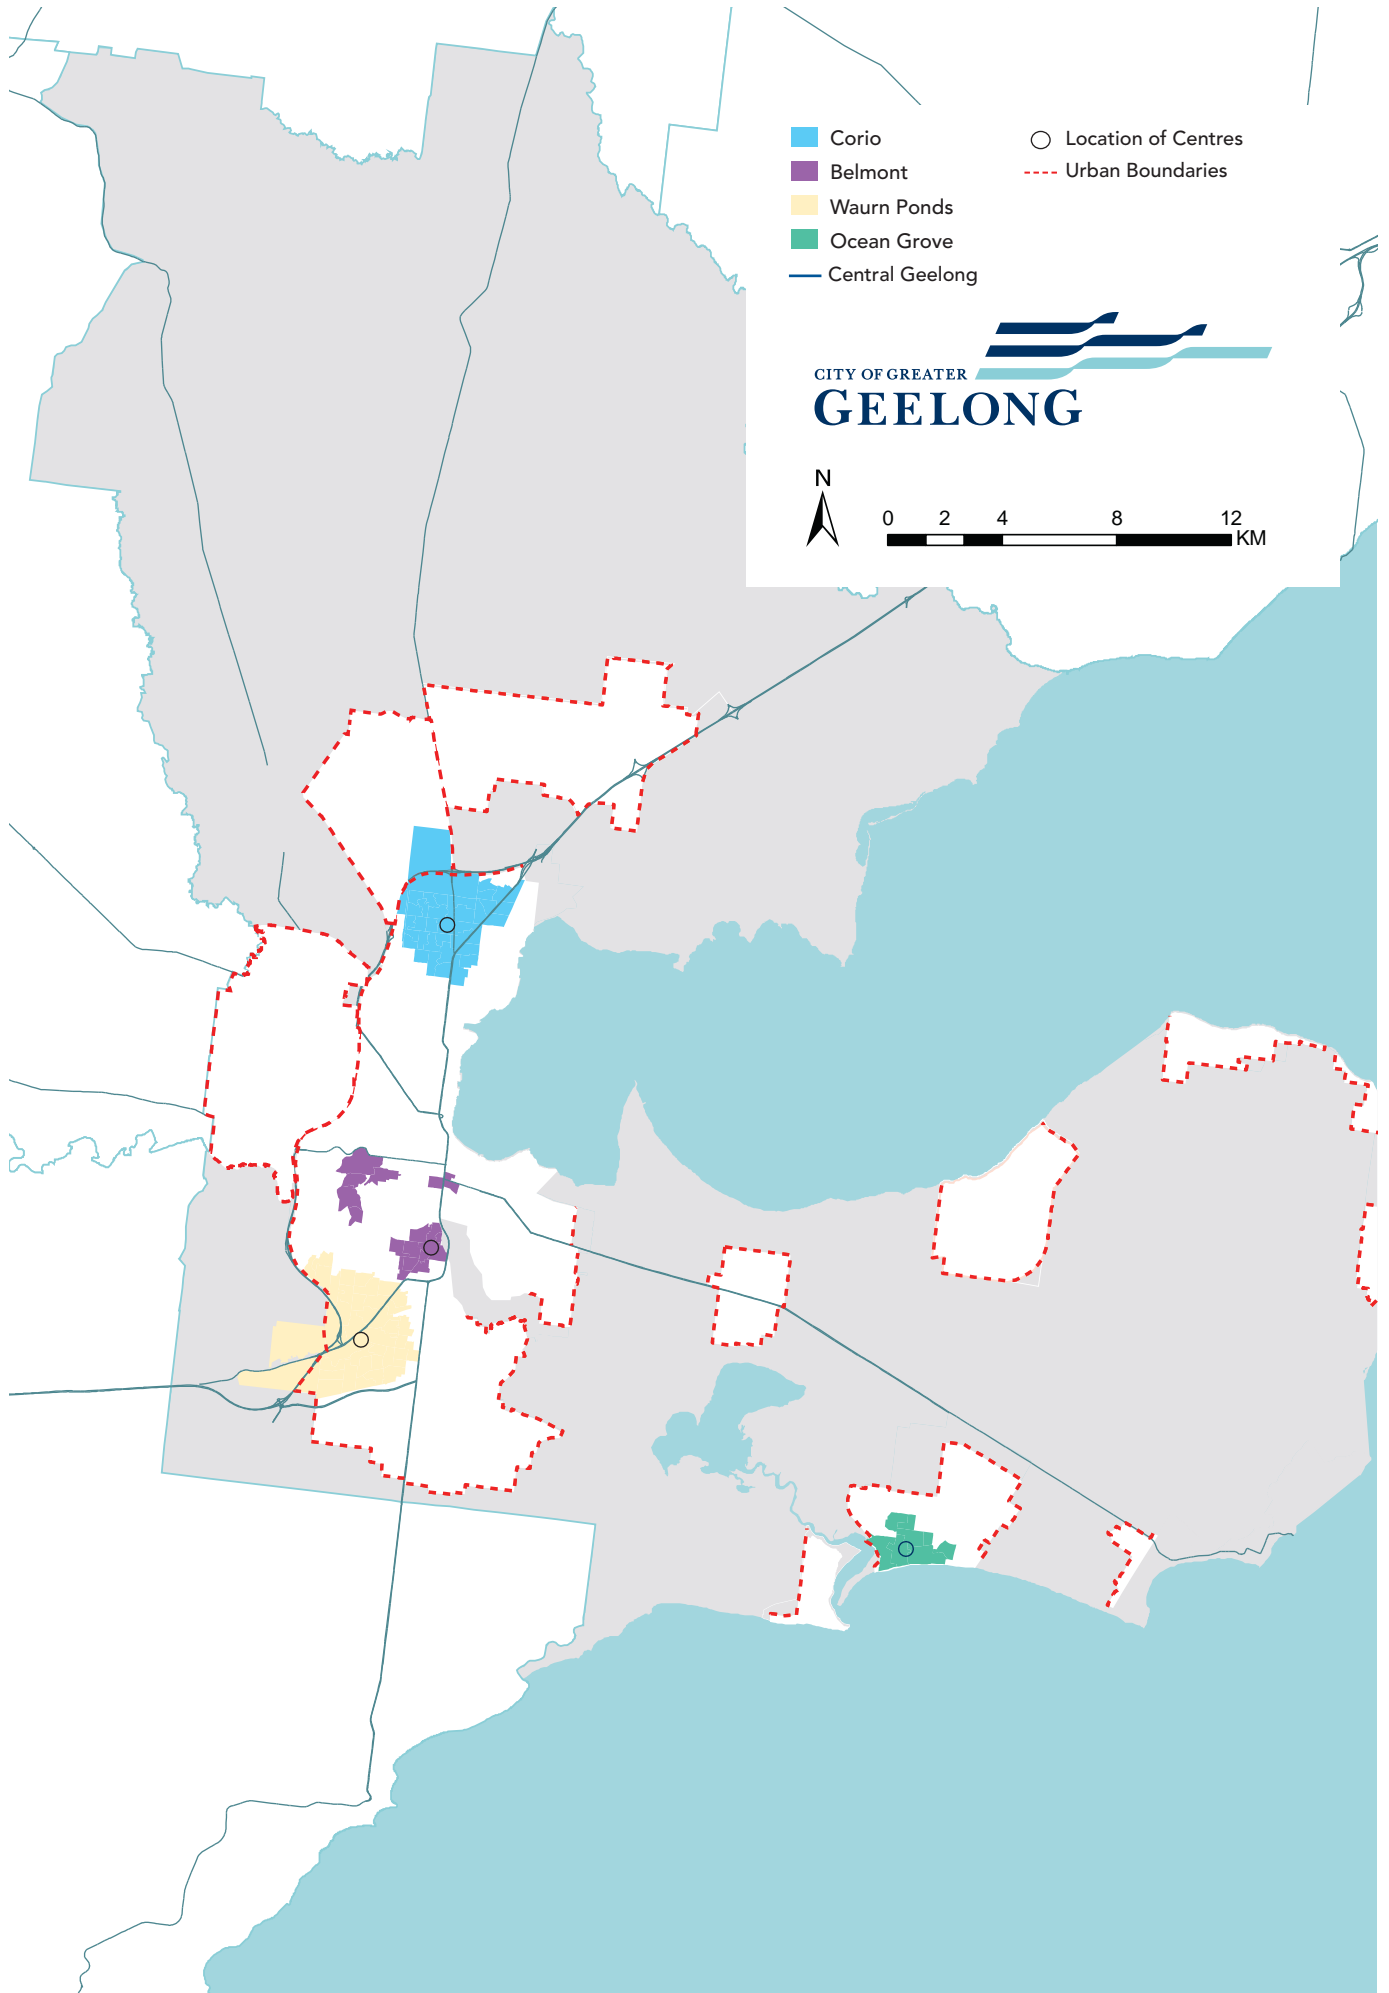 Corio
Belmont
Waurn Ponds
Ocean Grove
Central Geelong
Location of Centres
Urban Boundaries
CITY OF GREATER
GEELONG
N
0 2 4 8 12
KM